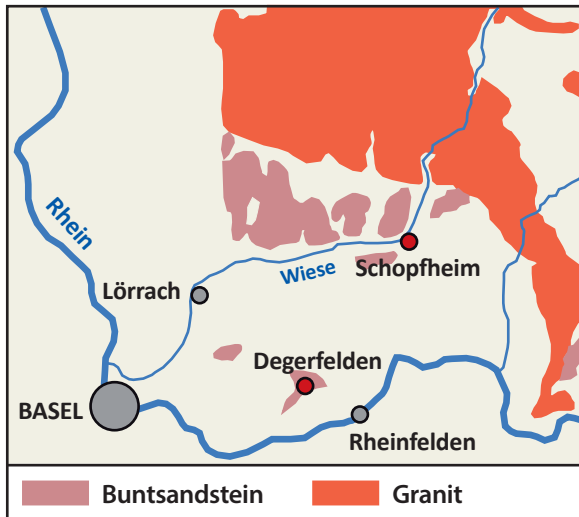 Rhein
Wiese
Schopfheim
Lörrach
Degerfelden
BASEL
Rheinfelden
Buntsandstein
Granit